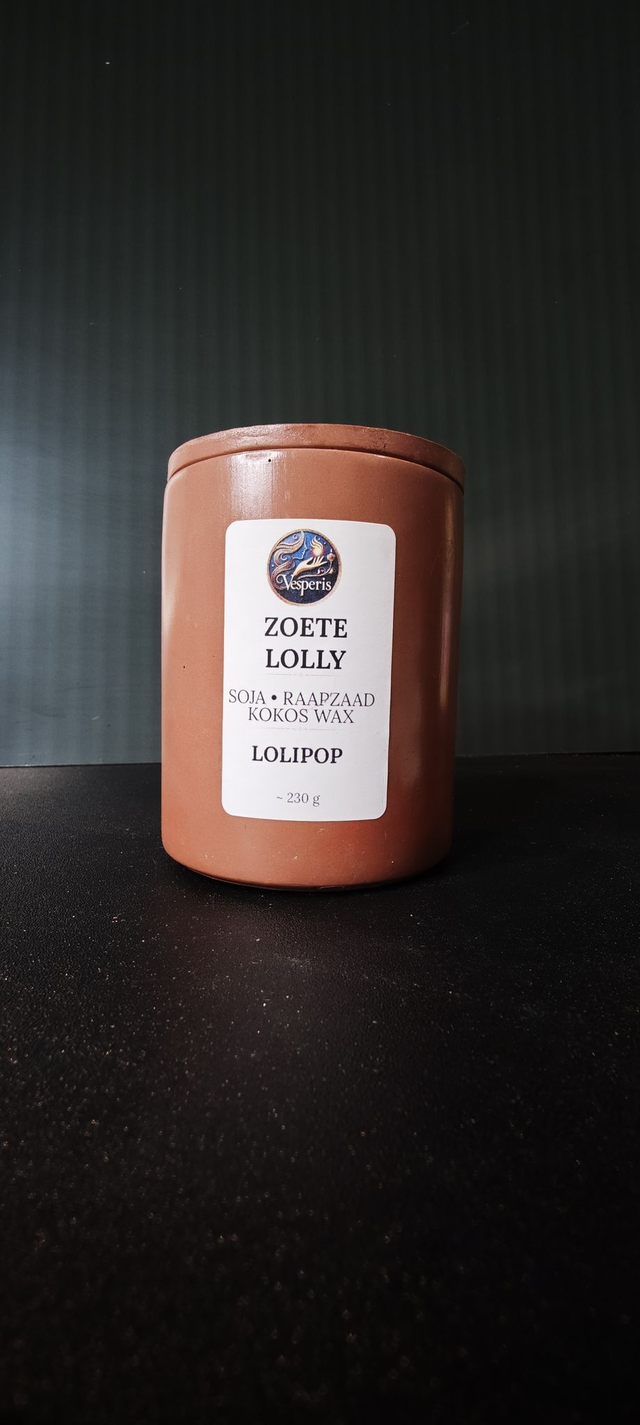 Vesperis
ZOETE
LOLLY
SOJA • RAAPZAAD
KOKOS WAX
LOLIPOP
~ 230 g